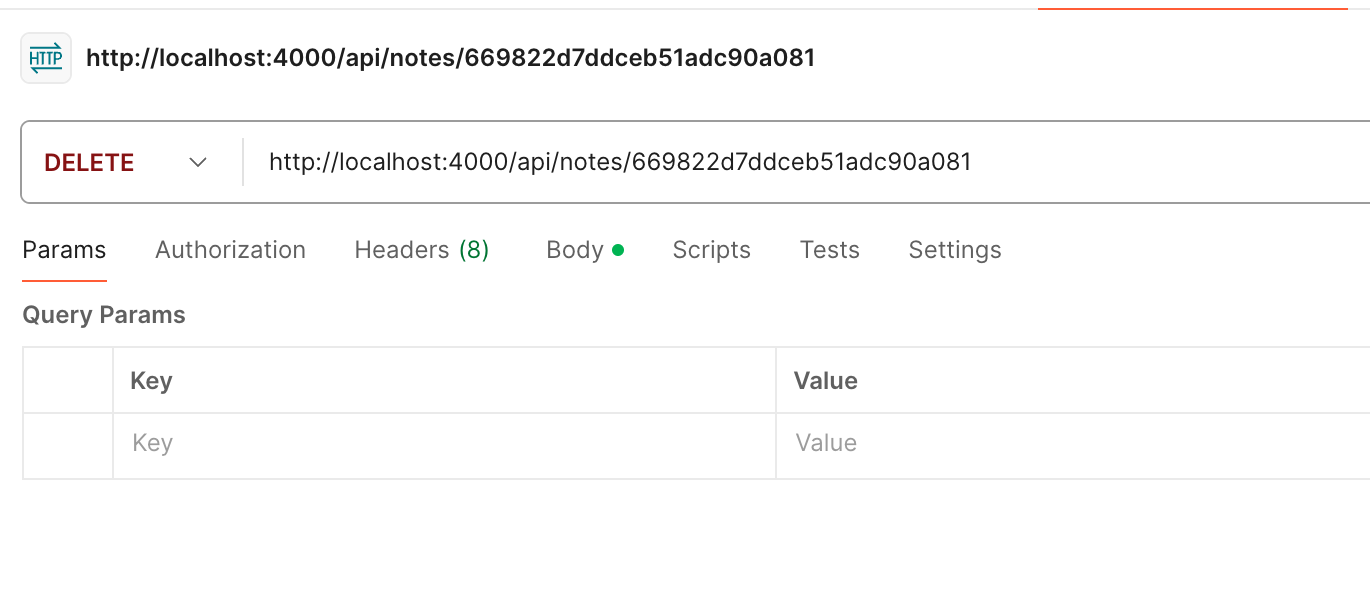 HTTP http://localhost:4000/api/notes/669822d7ddceb51adc90a081
DELETE http://localhost:4000/api/notes/669822d7ddceb51adc90a081
Params Authorization Headers (8) Body Scripts Tests Settings
Query Params
Key Value
Key Value